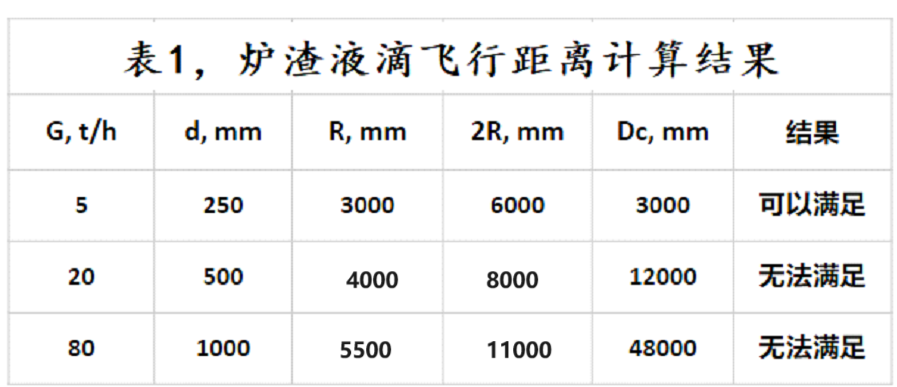 表1，炉渣液滴飞行距离计算结果
G, t/h d, mm R, mm 2R, mm Dc, mm 结果
5 250 3000 6000 3000 可以满足
20 500 4000 8000 12000 无法满足
80 1000 5500 11000 48000 无法满足